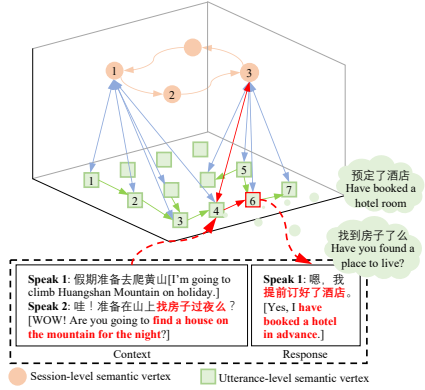 1
3
2
1
2
3
4
5
6
7
预定了酒店
Have booked a
hotel room
找到房子了么
Have you found a
place to live?
Speak 1: 假期准备去爬黄山[I'm going to
climb Huangshan Mountain on holiday.]
Speak 2: 哇！准备在山上找房子过夜么？
[WOW! Are you going to find a house on
the mountain for the night?]
Context
Speak 1: 嗯，我
提前订好了酒店。
[Yes, I have
booked a hotel
in advance.]
Response
Session-level semantic vertex
Utterance-level semantic vertex